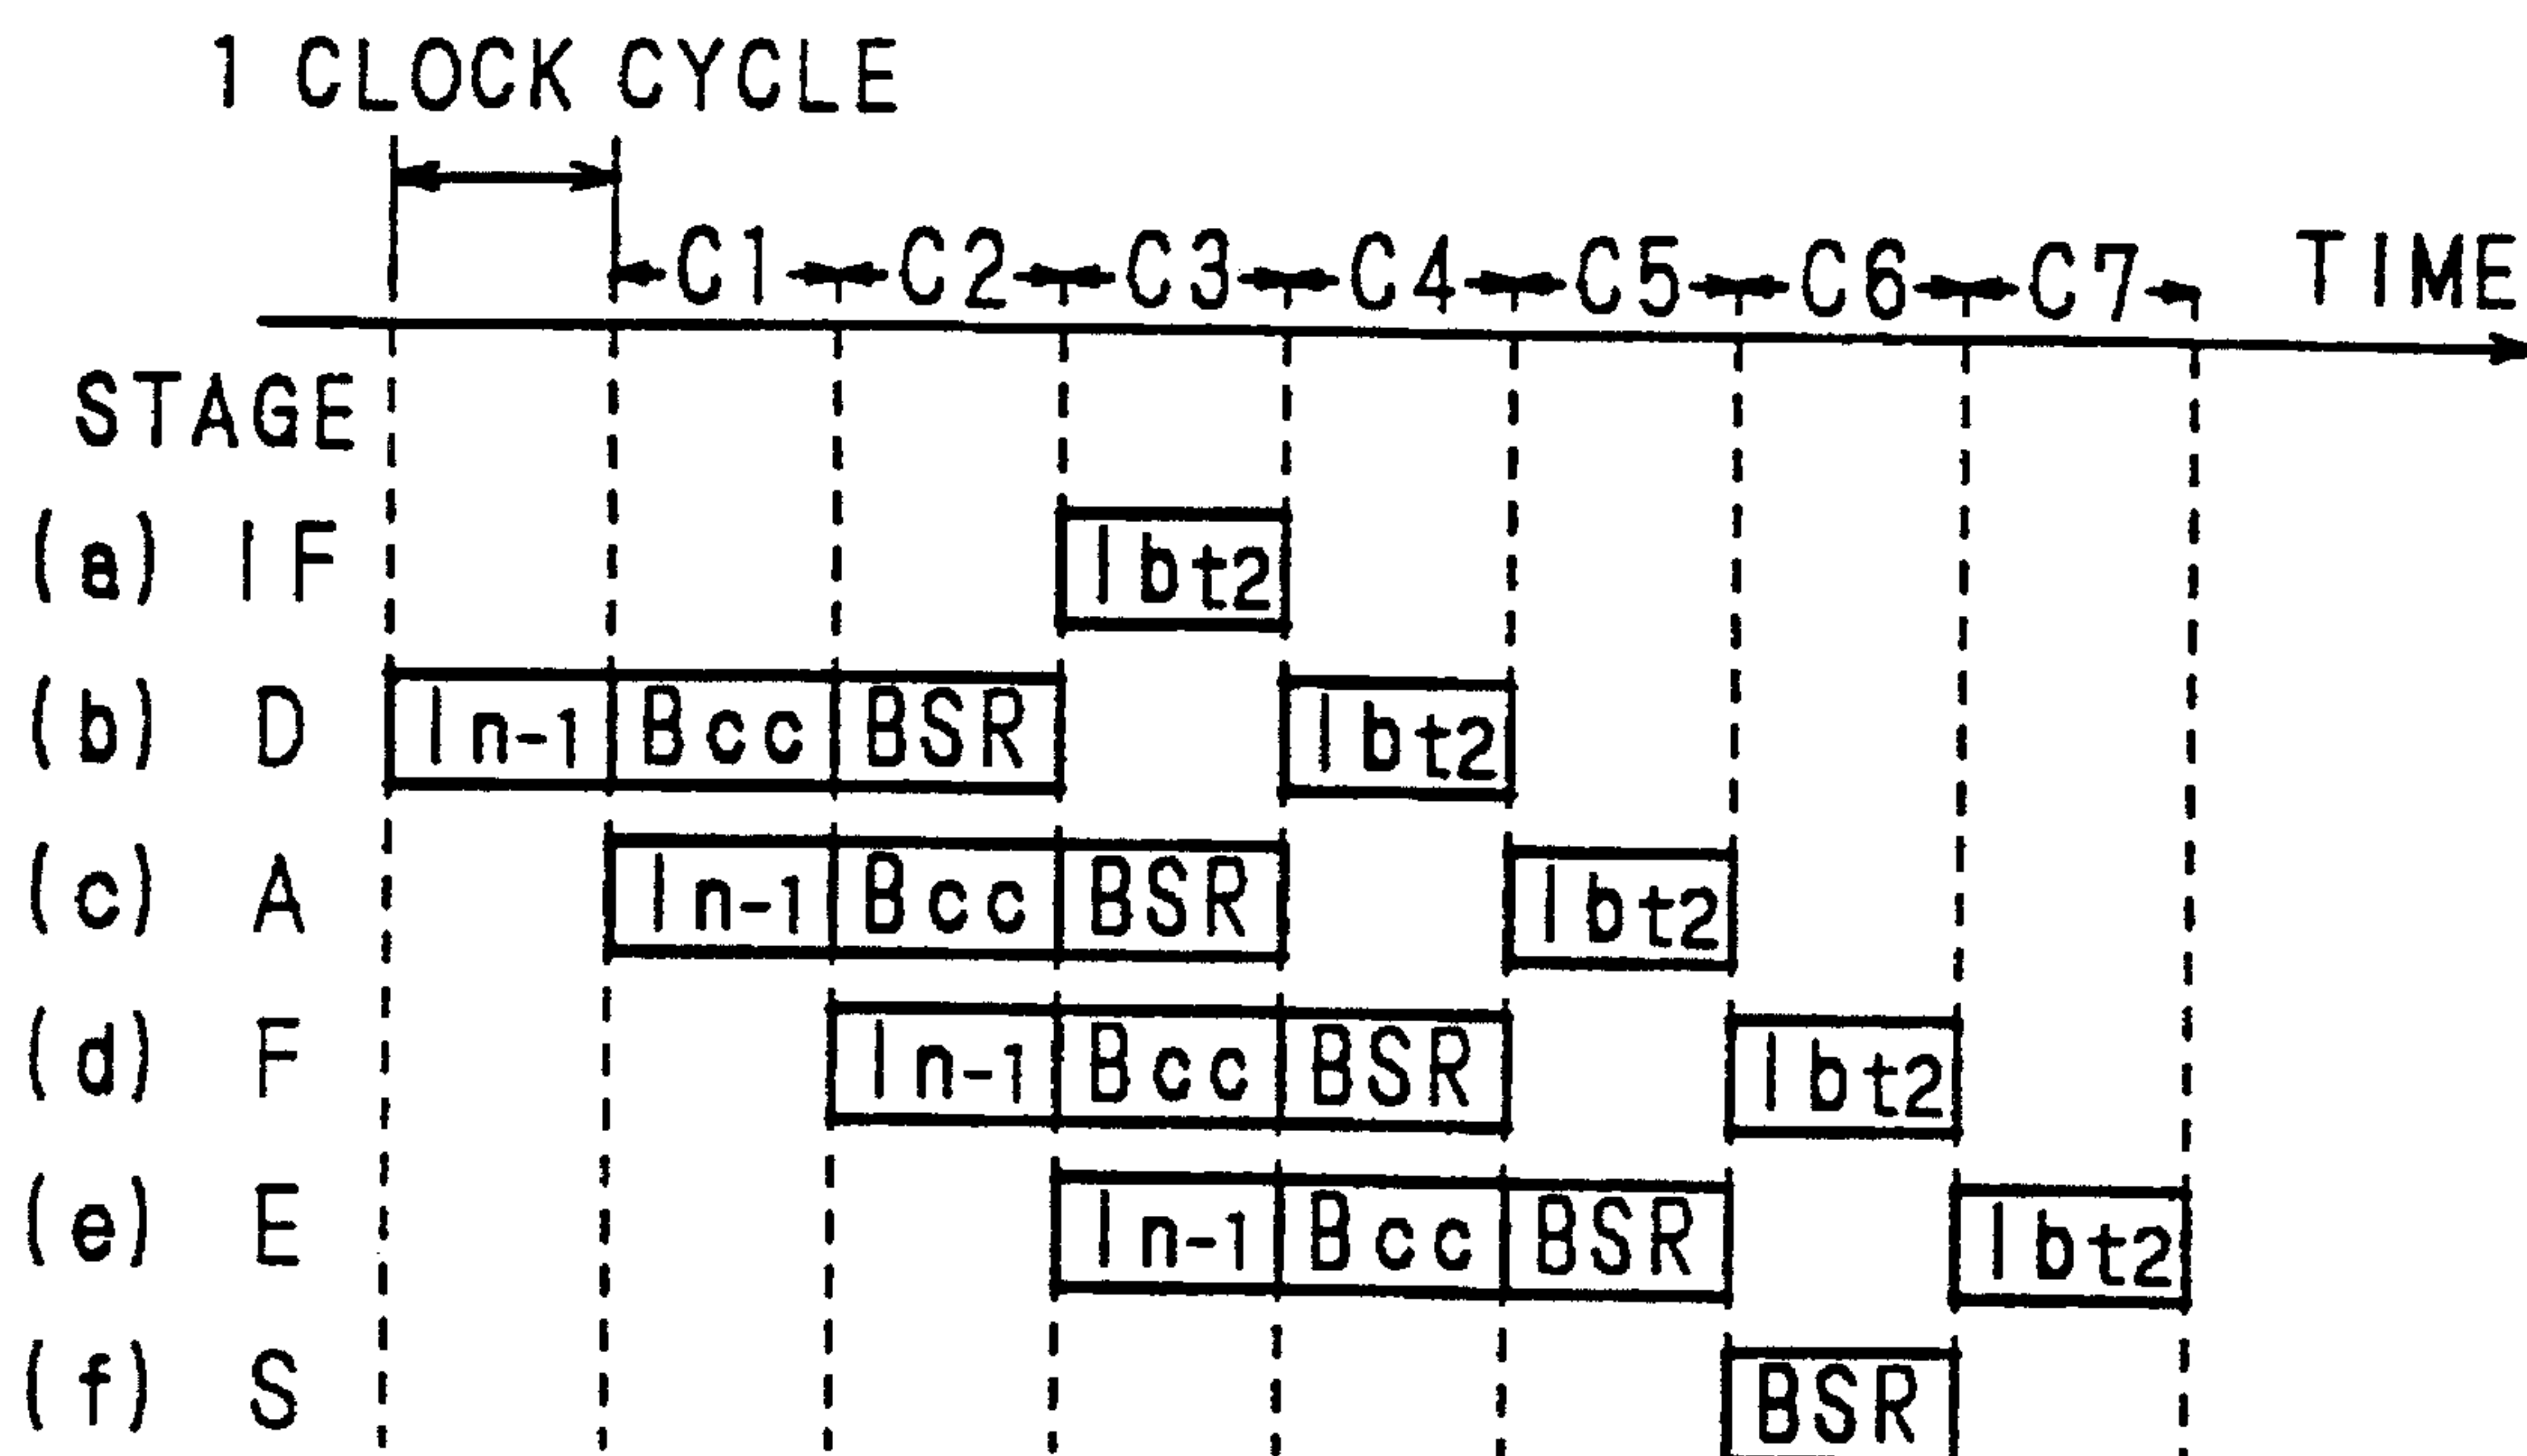 1 CLOCK CYCLE
C1 C2 C3 C4 C5 C6 C7 TIME
STAGE
(a) IF Ibt2
(b) D In-1 Bcc BSR Ibt2
(c) A In-1 Bcc BSR Ibt2
(d) F In-1 Bcc BSR Ibt2
(e) E In-1 Bcc BSR Ibt2
(f) S BSR